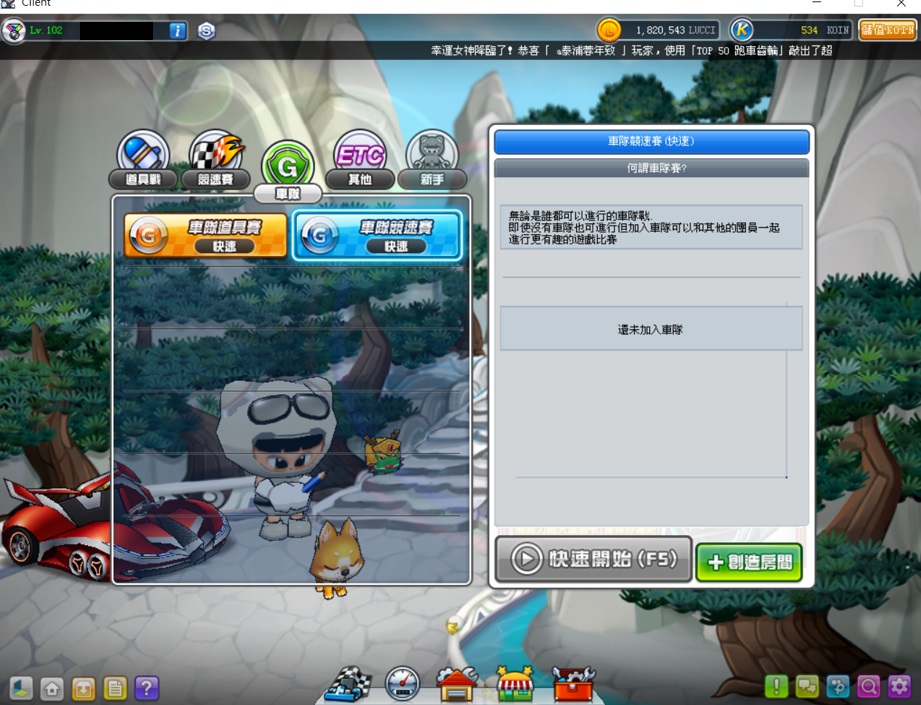 Client
Lv. 102
i
S
L
1,820,543 LUCCI
K
534 KOIN
儲值KOIN
幸運女神降臨了! 恭喜「 ç泰浦蓉年致 」玩家,使用「TOP 50 跑車齒輪」敲出了超
道具戰
競速賽
G
車隊
ETC
其他
新手
G
車隊道具賽
快速
G
車隊競速賽
快速
車隊競速賽 (快速)
何謂車隊賽?
無論是誰都可以進行的車隊戰.
即使沒有車隊也可進行但加入車隊可以和其他的團員一起
進行更有趣的遊戲比賽
還未加入車隊
快速開始 (F5)
+創造房間
?
!